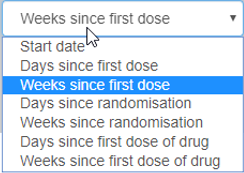 Weeks since first dose
Start date
Days since first dose
Weeks since first dose
Days since randomisation
Weeks since randomisation
Days since first dose of drug
Weeks since first dose of drug